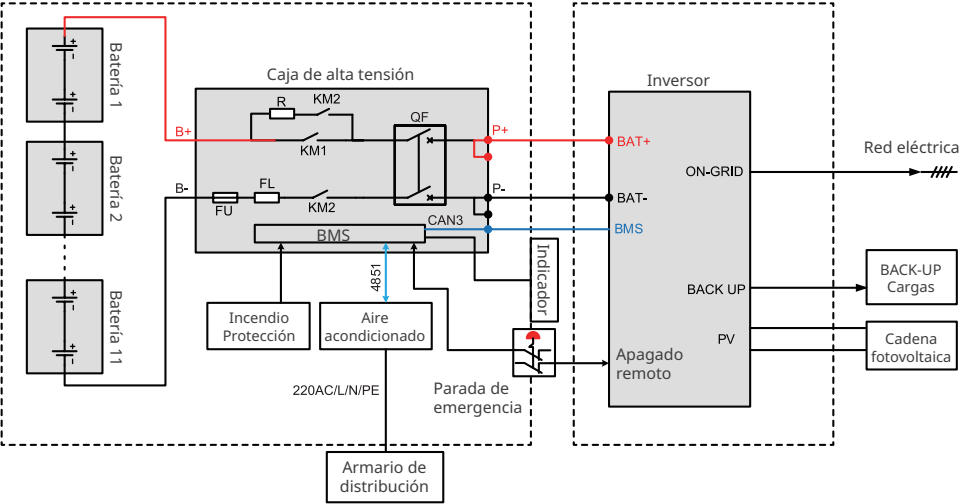 Batería 1
Batería 2
Batería 11
Caja de alta tensión
R
KM2
KM1
QF
B+
P+
B-
FU
FL
KM2
P-
CAN3
BMS
4851
Incendio
Protección
Aire
acondicionado
Indicador
220AC/L/N/PE
Parada de
emergencia
Armario de
distribución
Inversor
BAT+
BAT-
BMS
ON-GRID
BACK UP
PV
Apagado
remoto
Red eléctrica
BACK-UP
Cargas
Cadena
fotovoltaica